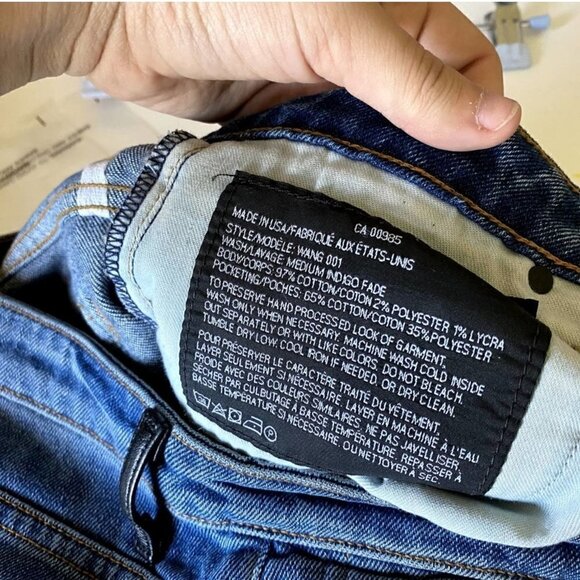 CA 00985
MADE IN USA/FABRIQUÉ AUX ÉTATS-UNIS
STYLE/MODÈLE: WANG 001
WASH/LAVAGE MEDIUM INDIGO FADE
BODY/CORPS: 97% COTTON/COTON 2% POLYESTER 1% LYCRA
POCKETING/POCHES: 65% COTTON/COTON 35% POLYESTER
TO PRESERVE HAND PROCESSED LOOK OF GARMENT,
WASH ONLY WHEN NECESSARY. MACHINE WASH COLD INSIDE
OUT SEPARATELY OR WITH LIKE COLORS. DO NOT BLEACH.
TUMBLE DRY LOW. COOL IRON IF NEEDED. OR DRY CLEAN.
POUR PRÉSERVER LE CARACTÈRE TRAITÉ DU VÊTEMENT,
LAVER SEULEMENT SI NÉCESSAIRE. LAVER EN MACHINE À L'EAU
FROIDE AVEC DES COULEURS SIMILAIRES. NE PAS JAVELLISER.
SÉCHER PAR CULBUTAGE À BASSE TEMPÉRATURE. REPASSER À
BASSE TEMPÉRATURE SI NÉCESSAIRE. OU NETTOYER À SEC.